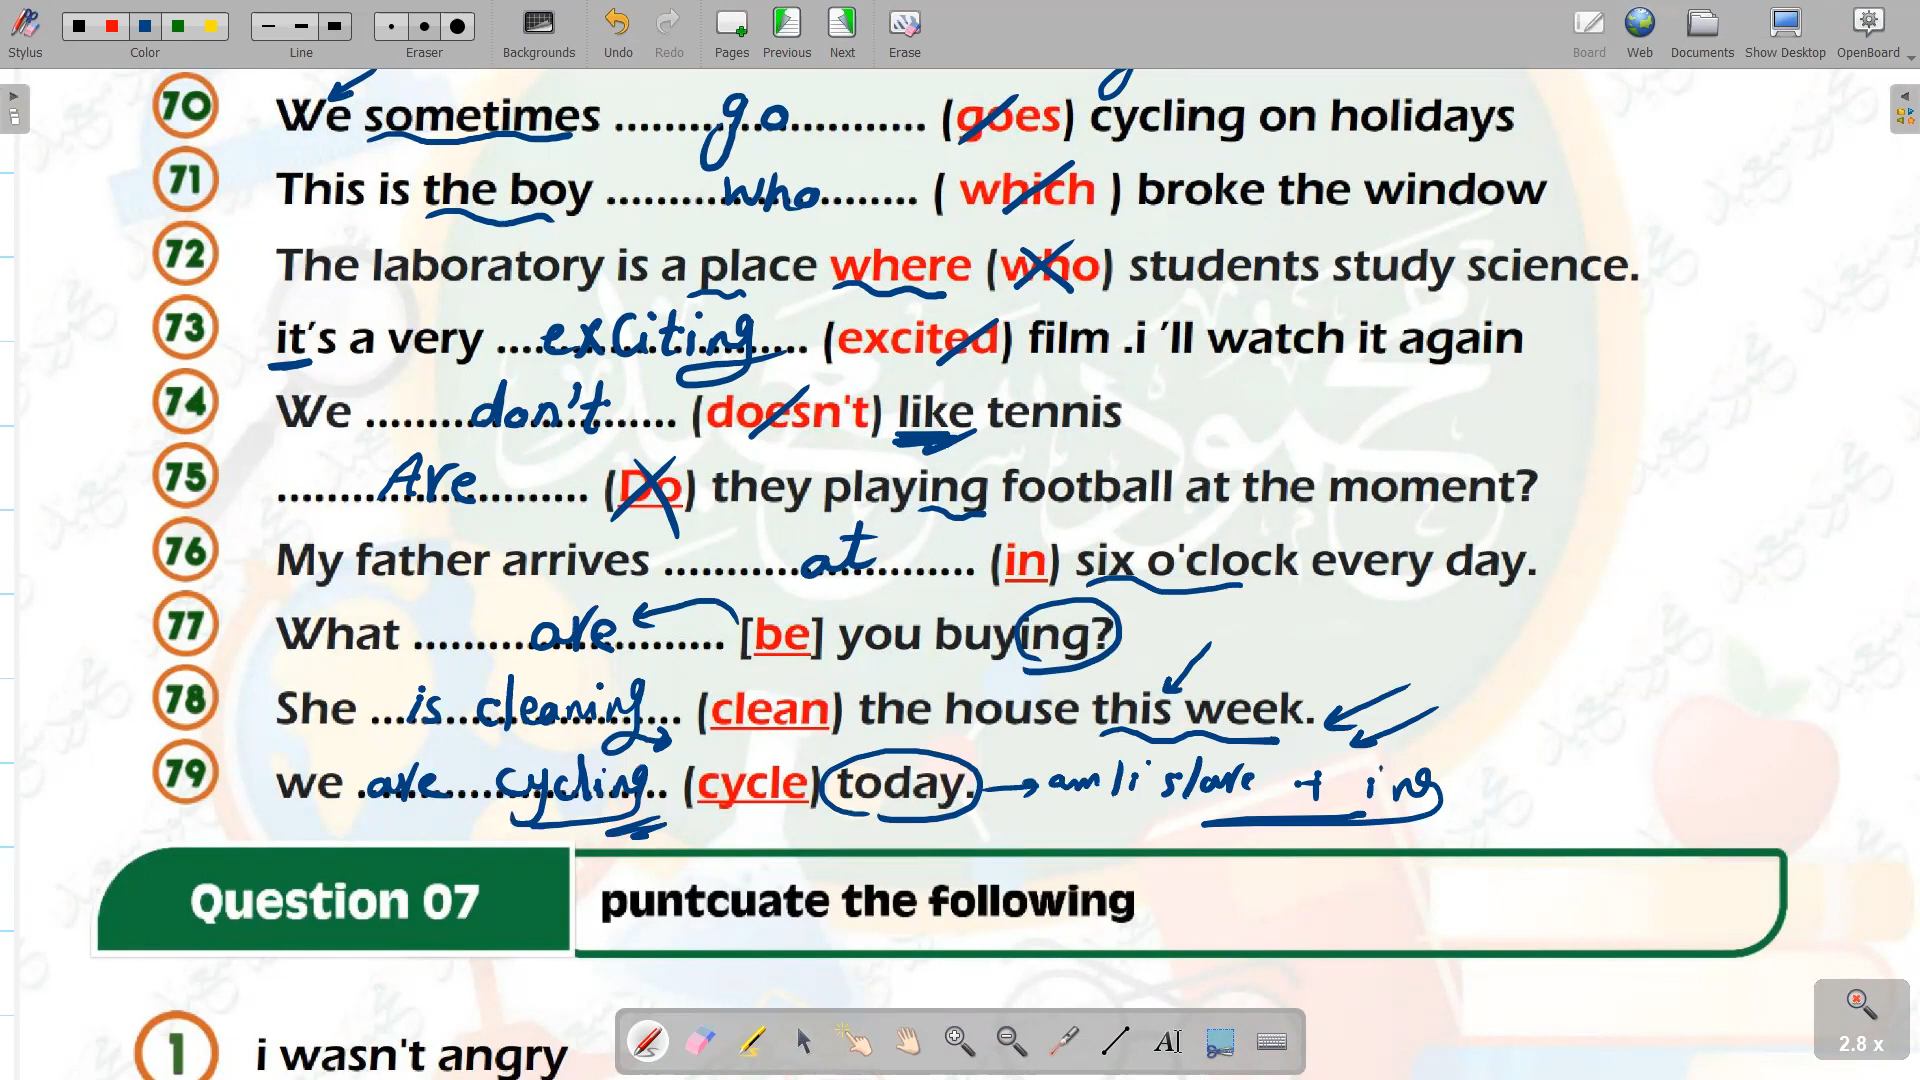 Stylus Color Line Eraser Backgrounds Undo Redo Pages Previous Next Erase Board Web Documents Show Desktop OpenBoard
70 We sometimes ........ go ........ (goes) cycling on holidays
71 This is the boy ........ who ........ ( which ) broke the window
72 The laboratory is a place where (who) students study science.
73 it's a very ........ exciting ........ (excited) film .i 'll watch it again
74 We ........ don't ........ (doesn't) like tennis
75 ........ Are ........ (Do) they playing football at the moment?
76 My father arrives ........ at ........ (in) six o'clock every day.
77 What ........ are ........ [be] you buying?
78 She ... is cleaning ... (clean) the house this week.
79 we ... are cycling ... (cycle) today. am/is/are + ing
Question 07 puntcuate the following
1 i wasn't angry
2.8 x